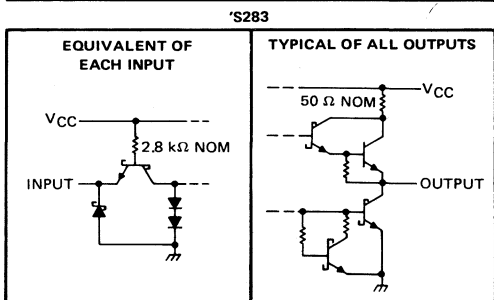 'S283
EQUIVALENT OF
EACH INPUT
VCC
2.8 kΩ NOM
INPUT
TYPICAL OF ALL OUTPUTS
VCC
50 Ω NOM
OUTPUT